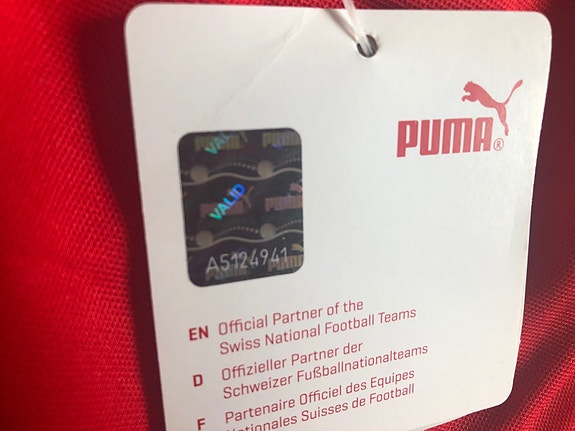 PUMA®
VALID
VALID
A5124941
EN Official Partner of the
Swiss National Football Teams
D Offizieller Partner der
Schweizer Fußballnationalteams
F Partenaire Officiel des Equipes
Nationales Suisses de Football